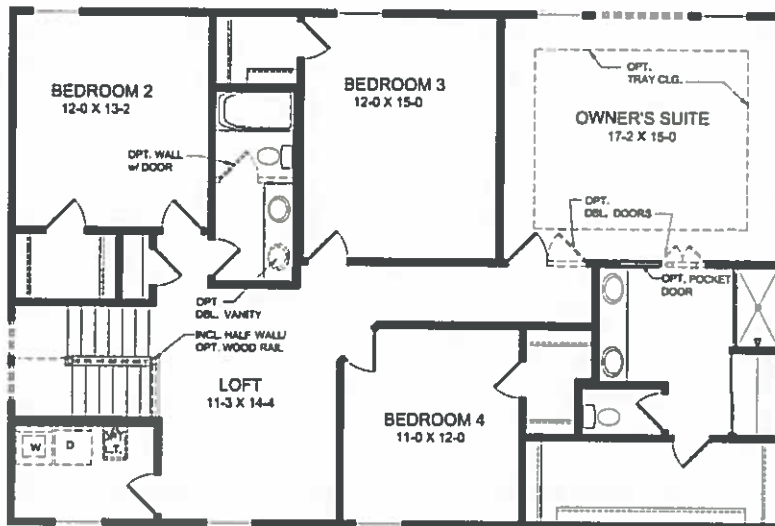 BEDROOM 2
12-0 X 13-2
BEDROOM 3
12-0 X 15-0
OPT.
TRAY CLG.
OWNER'S SUITE
17-2 X 15-0
OPT. WALL
w/ DOOR
OPT.
DBL. DOORS
OPT. POCKET
DOOR
OPT
DBL. VANITY
INCL. HALF WALL/
OPT. WOOD RAIL
LOFT
11-3 X 14-4
BEDROOM 4
11-0 X 12-0
W
D
OPT
L.T.